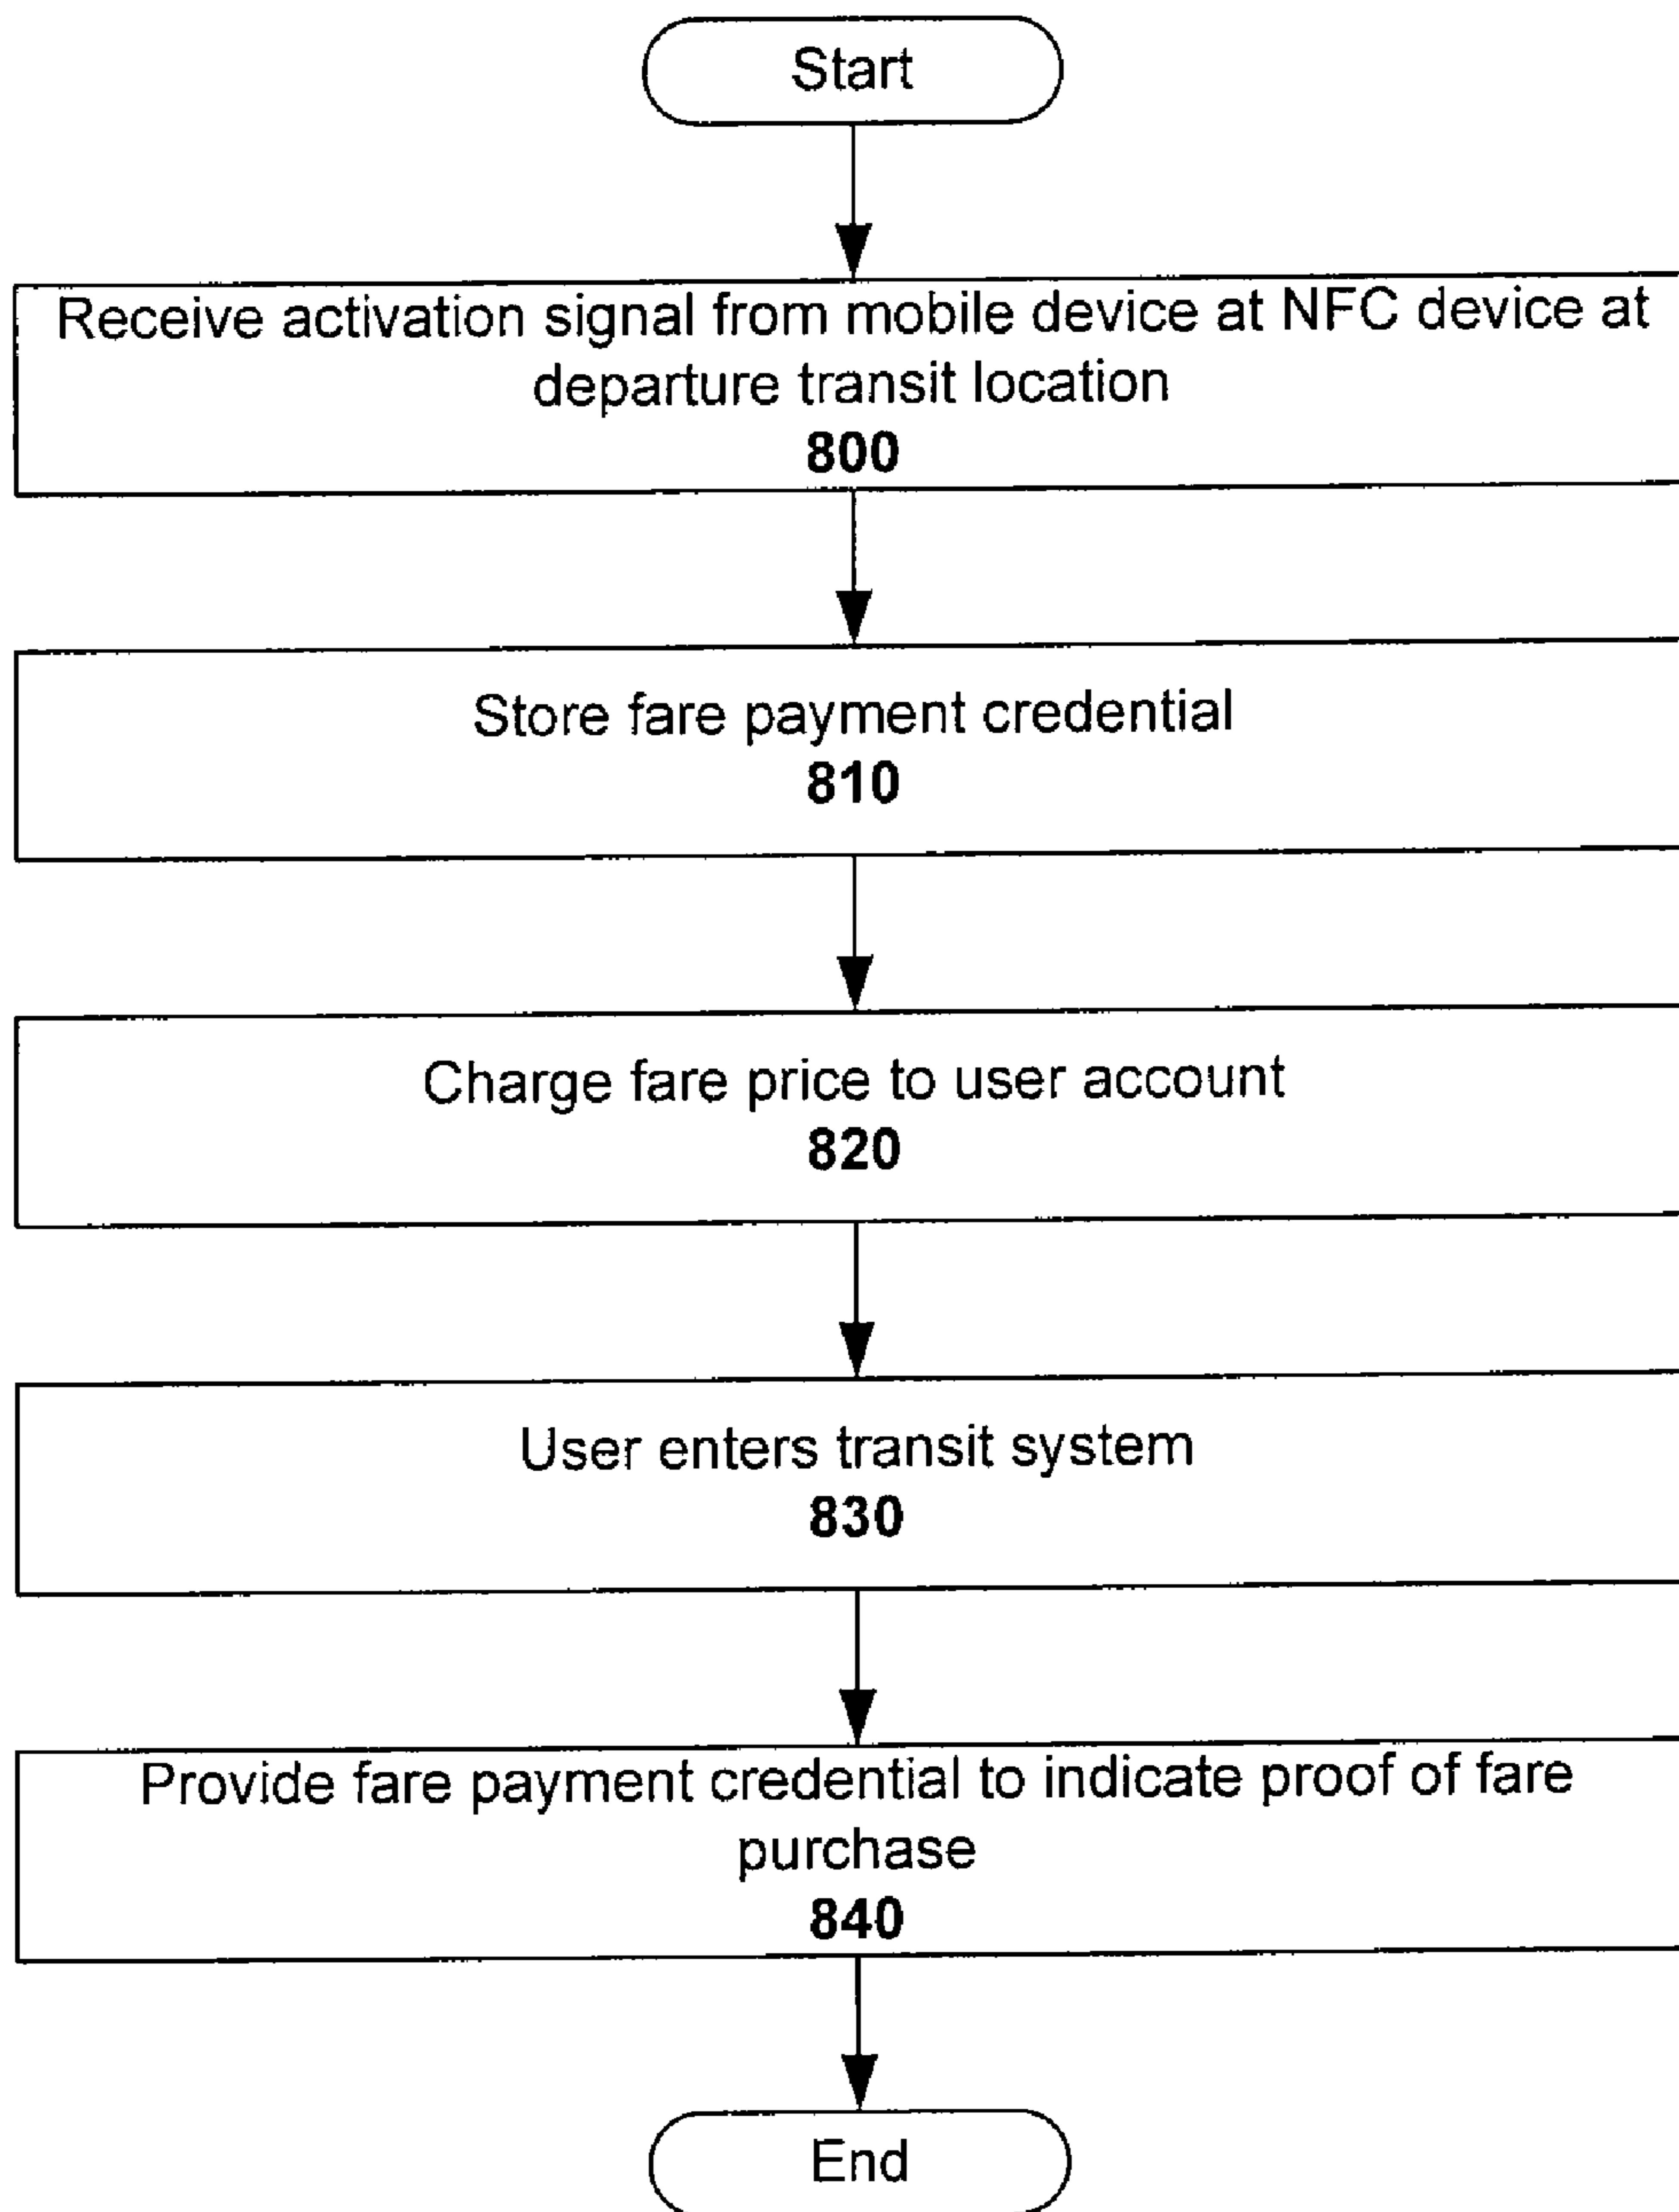 Start
Receive activation signal from mobile device at NFC device at
departure transit location
800
Store fare payment credential
810
Charge fare price to user account
820
User enters transit system
830
Provide fare payment credential to indicate proof of fare
purchase
840
End